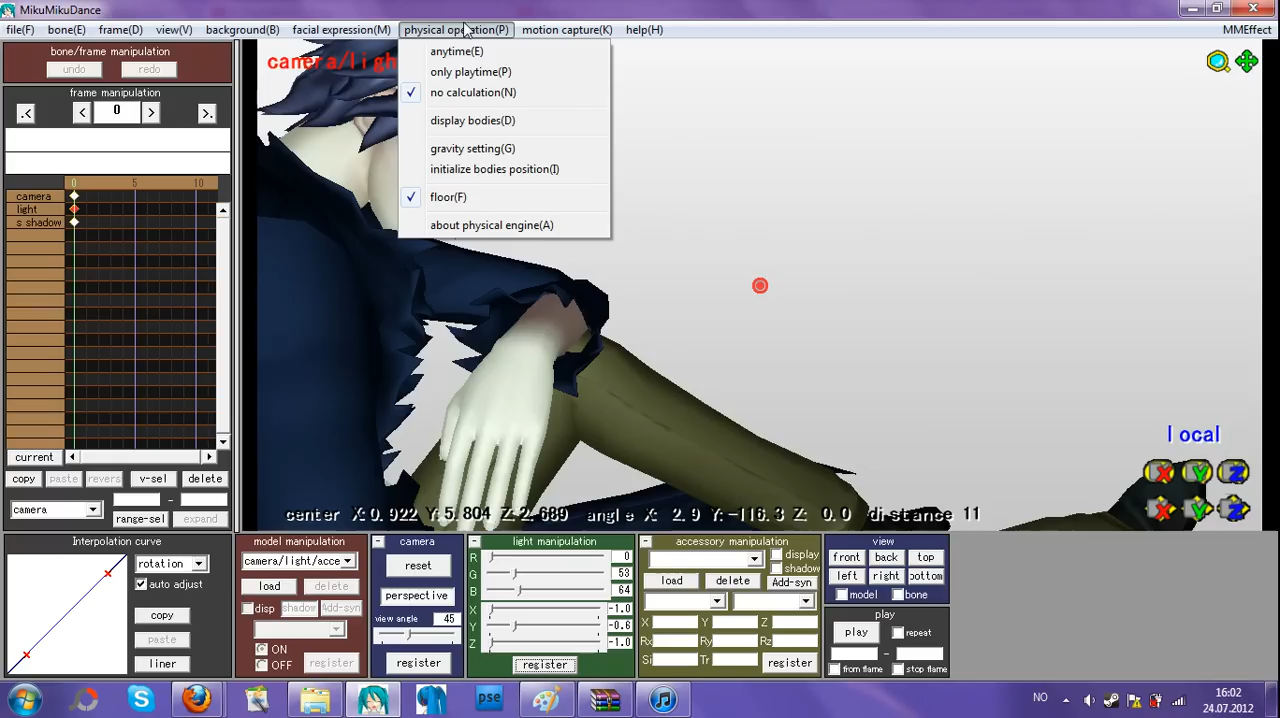 MikuMikuDance
file(F) bone(E) frame(D) view(V) background(B) facial expression(M) physical operation(P) motion capture(K) help(H) MMEffect
bone/frame manipulation
undo redo
frame manipulation
.< < 0 > >.
0 5 10
camera
light
s shadow
current
copy paste revers v-sel delete
camera -
range-sel expand
camera/ligh
anytime(E)
only playtime(P)
no calculation(N)
display bodies(D)
gravity setting(G)
initialize bodies position(I)
floor(F)
about physical engine(A)
local
X Y Z
X Y Z
center X:0.922 Y:5.804 Z:2.689 angle X: 2.9 Y:-116.3 Z: 0.0 distance 11
Interpolation curve
rotation
auto adjust
copy
paste
liner
model manipulation
camera/light/acce
load delete
disp shadow Add-syn
ON
OFF register
camera
reset
perspective
view angle 45
register
light manipulation
R 0
G 53
B 64
X -1.0
Y -0.6
Z -1.0
register
accessory manipulation
display
shadow
load delete Add-syn
X Y Z
Rx Ry Rz
Si Tr register
view
front back top
left right bottom
model bone
play
play repeat
-
from flame stop flame
pse
NO
16:02
24.07.2012